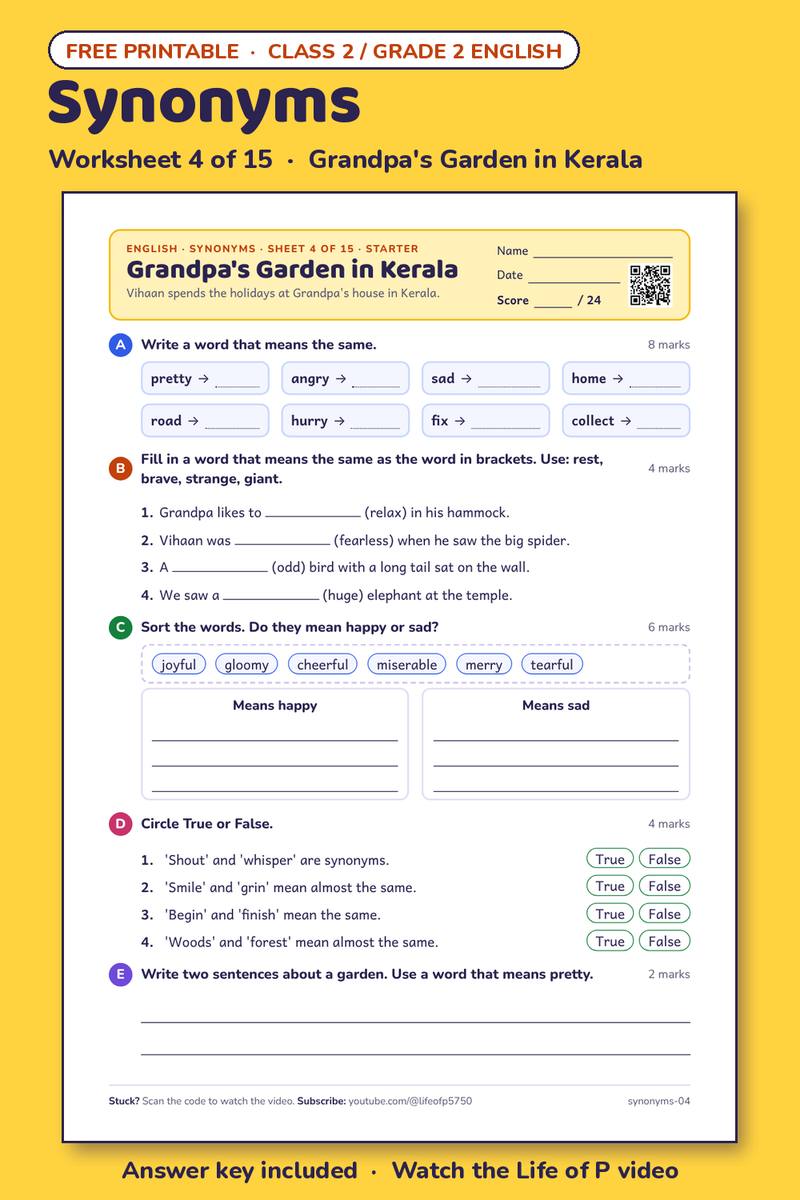 FREE PRINTABLE · CLASS 2 / GRADE 2 ENGLISH
Synonyms
Worksheet 4 of 15 · Grandpa's Garden in Kerala
ENGLISH · SYNONYMS · SHEET 4 OF 15 · STARTER
Grandpa's Garden in Kerala
Vihaan spends the holidays at Grandpa's house in Kerala.
Name
Date
Score / 24
A Write a word that means the same. 8 marks
pretty → angry → sad → home →
road → hurry → fix → collect →
B Fill in a word that means the same as the word in brackets. Use: rest,
brave, strange, giant. 4 marks
1. Grandpa likes to ____________ (relax) in his hammock.
2. Vihaan was ____________ (fearless) when he saw the big spider.
3. A ____________ (odd) bird with a long tail sat on the wall.
4. We saw a ____________ (huge) elephant at the temple.
C Sort the words. Do they mean happy or sad? 6 marks
joyful gloomy cheerful miserable merry tearful
Means happy Means sad
D Circle True or False. 4 marks
1. 'Shout' and 'whisper' are synonyms. True False
2. 'Smile' and 'grin' mean almost the same. True False
3. 'Begin' and 'finish' mean the same. True False
4. 'Woods' and 'forest' mean almost the same. True False
E Write two sentences about a garden. Use a word that means pretty. 2 marks
Stuck? Scan the code to watch the video. Subscribe: youtube.com/@lifeofp5750 synonyms-04
Answer key included · Watch the Life of P video